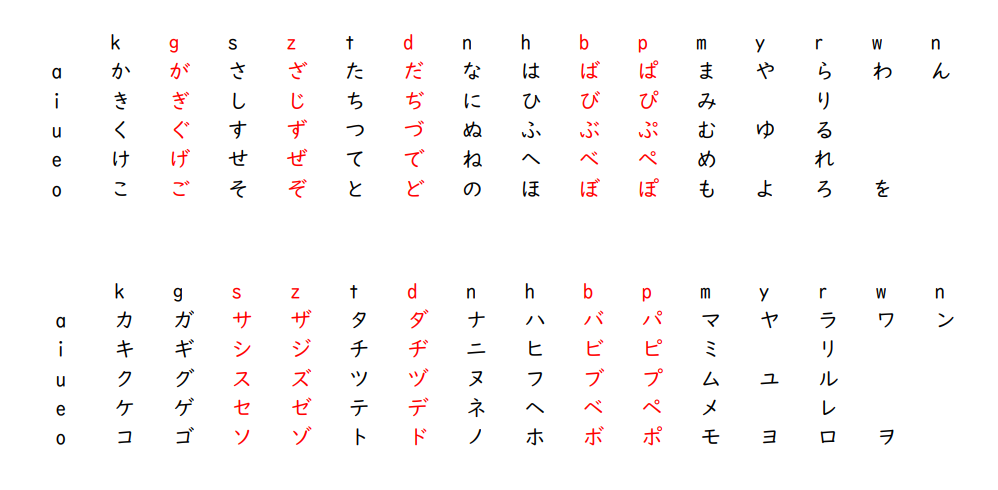 k g s z t d n h b p m y r w n
a か が さ ざ た だ な は ば ぱ ま や ら わ ん
i き ぎ し じ ち ぢ に ひ び ぴ み り
u く ぐ す ず つ づ ぬ ふ ぶ ぷ む ゆ る
e け げ せ ぜ て で ね へ べ ぺ め れ
o こ ご そ ぞ と ど の ほ ぼ ぽ も よ ろ を
k g s z t d n h b p m y r w n
a カ ガ サ ザ タ ダ ナ ハ バ パ マ ヤ ラ ワ ン
i キ ギ シ ジ チ ヂ ニ ヒ ビ ピ ミ リ
u ク グ ス ズ ツ ヅ ヌ フ ブ プ ム ユ ル
e ケ ゲ セ ゼ テ デ ネ ヘ ベ ペ メ レ
o コ ゴ ソ ゾ ト ド ノ ホ ボ ポ モ ヨ ロ ヲ